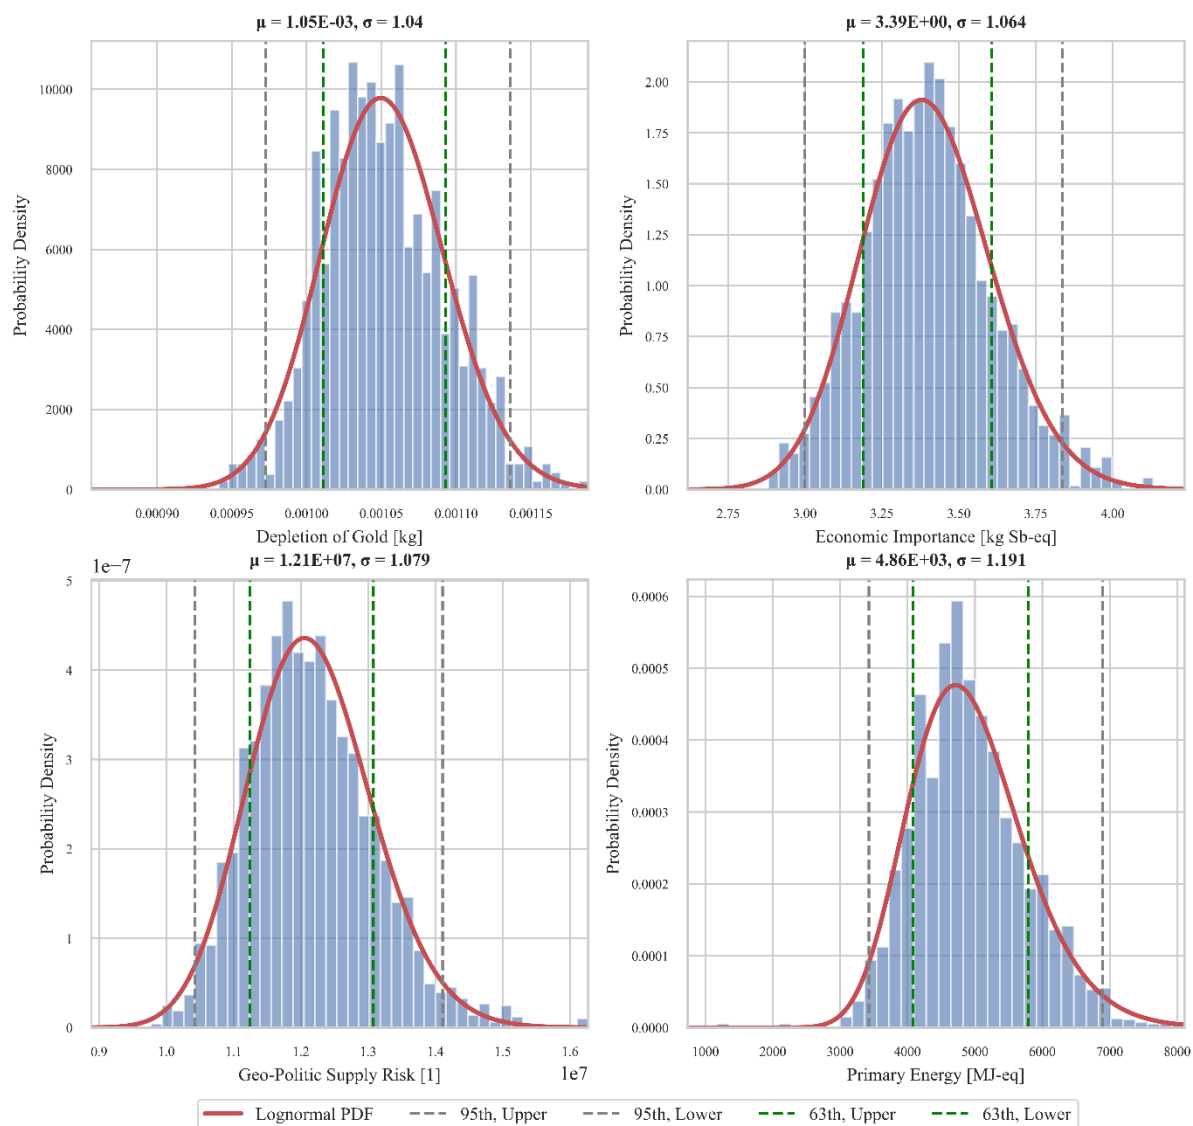 μ = 1.05E-03, σ = 1.04
10000
8000
6000
4000
2000
0
Probability Density
0.00090
0.00095
0.00100
0.00105
0.00110
0.00115
Depletion of Gold [kg]
μ = 3.39E+00, σ = 1.064
2.00
1.75
1.50
1.25
1.00
0.75
0.50
0.25
0.00
Probability Density
2.75
3.00
3.25
3.50
3.75
4.00
Economic Importance [kg Sb-eq]
1e−7
μ = 1.21E+07, σ = 1.079
5
4
3
2
1
0
Probability Density
0.9
1.0
1.1
1.2
1.3
1.4
1.5
1.6
Geo-Politic Supply Risk [1]
1e7
μ = 4.86E+03, σ = 1.191
0.0006
0.0005
0.0004
0.0003
0.0002
0.0001
0.0000
Probability Density
1000
2000
3000
4000
5000
6000
7000
8000
Primary Energy [MJ-eq]
Lognormal PDF
95th, Upper
95th, Lower
63th, Upper
63th, Lower